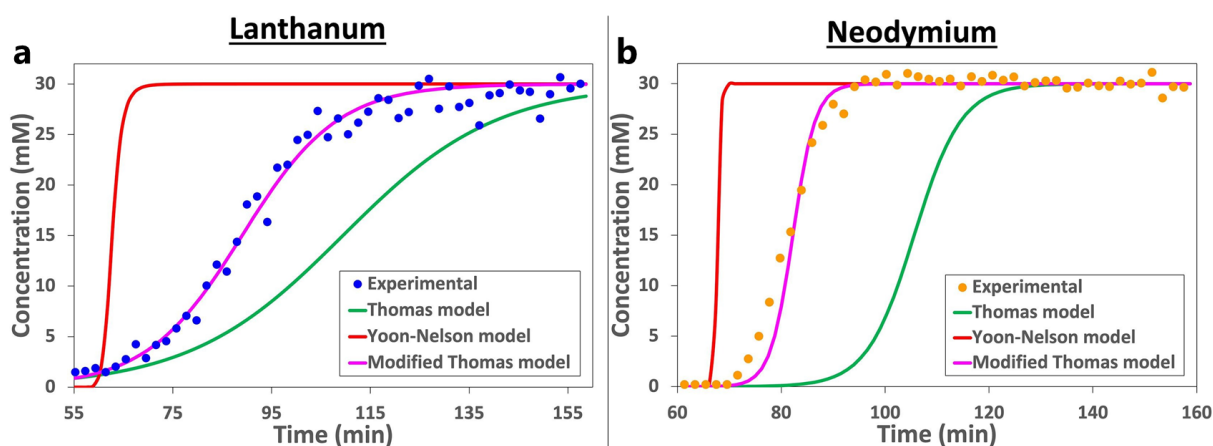 a
Lanthanum
Concentration (mM)
30
25
20
15
10
5
0
55
75
95
115
135
155
Time (min)
Experimental
Thomas model
Yoon-Nelson model
Modified Thomas model
b
Neodymium
Concentration (mM)
30
25
20
15
10
5
0
60
80
100
120
140
160
Time (min)
Experimental
Thomas model
Yoon-Nelson model
Modified Thomas model